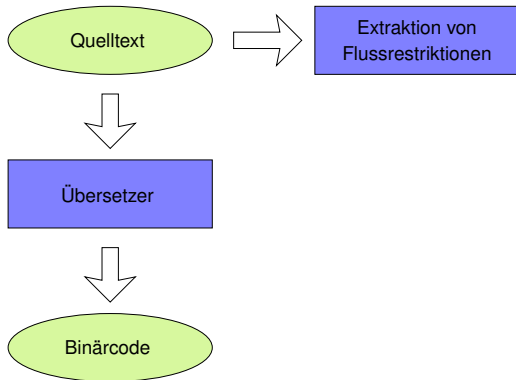 Quelltext
Extraktion von
Flussrestriktionen
Übersetzer
Binärcode